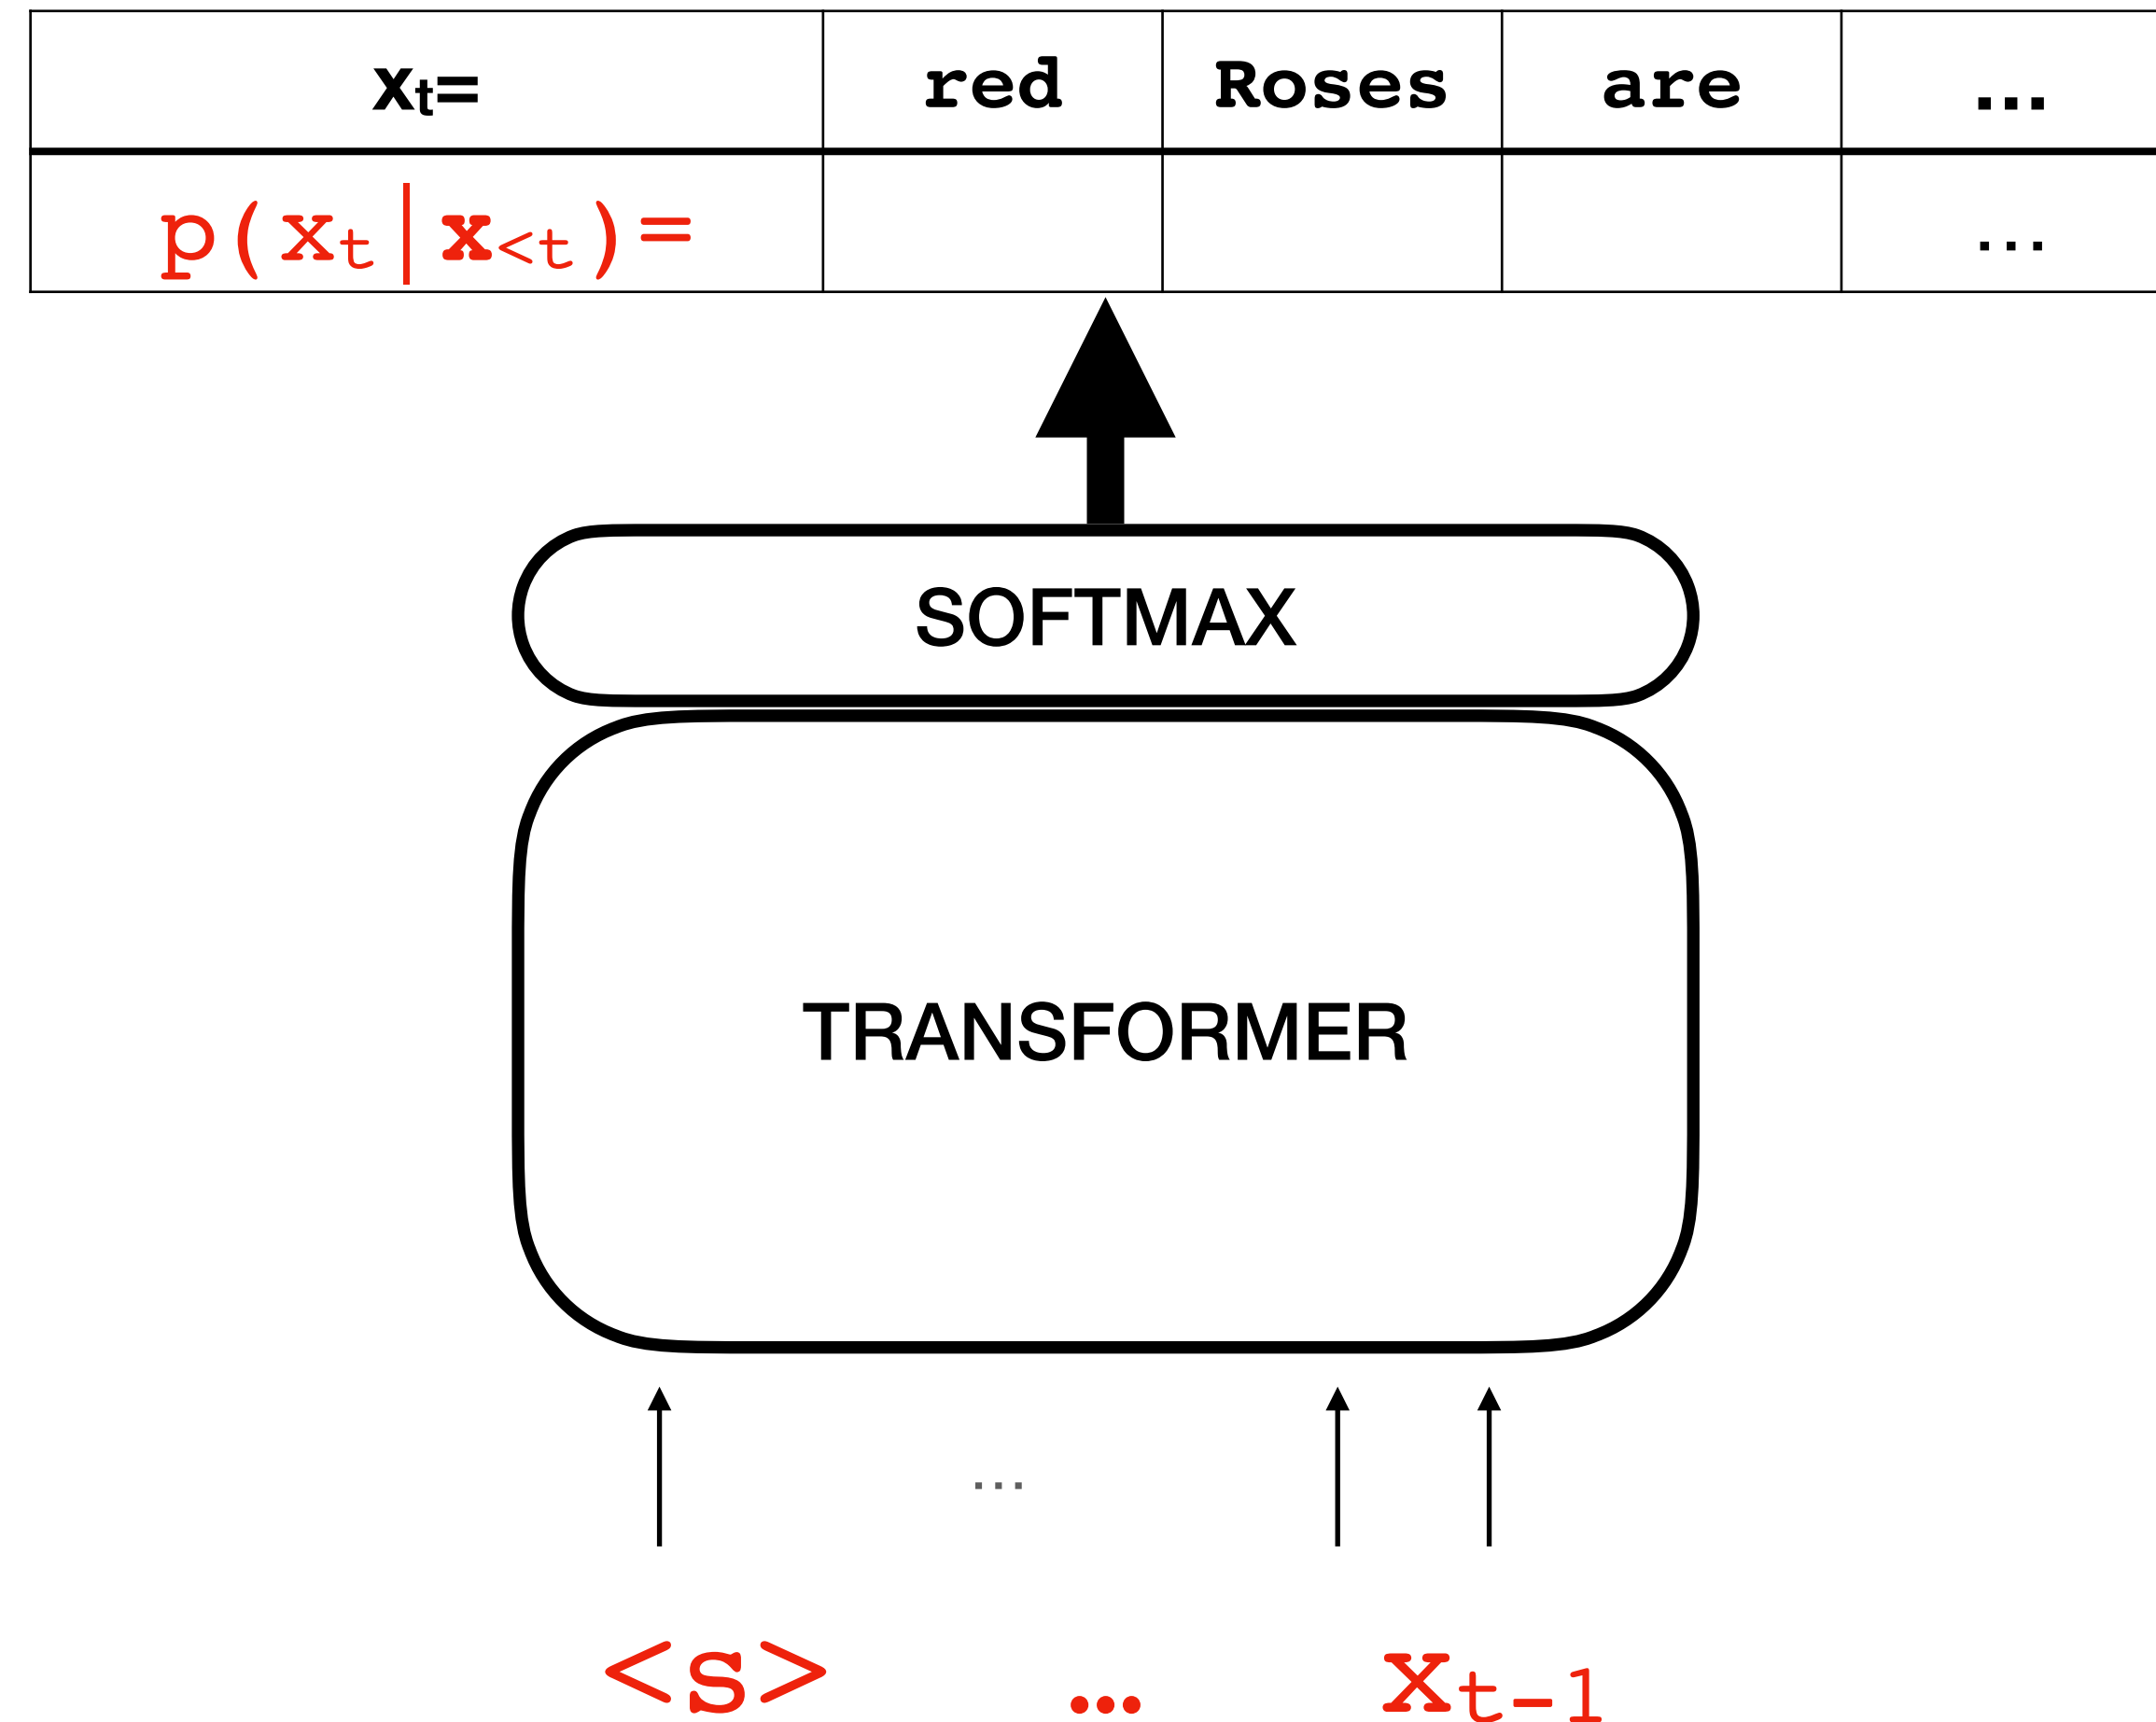 xt= red Roses are ...
p(xt|x<t)= ...
SOFTMAX
TRANSFORMER
...
<s> ... xt-1